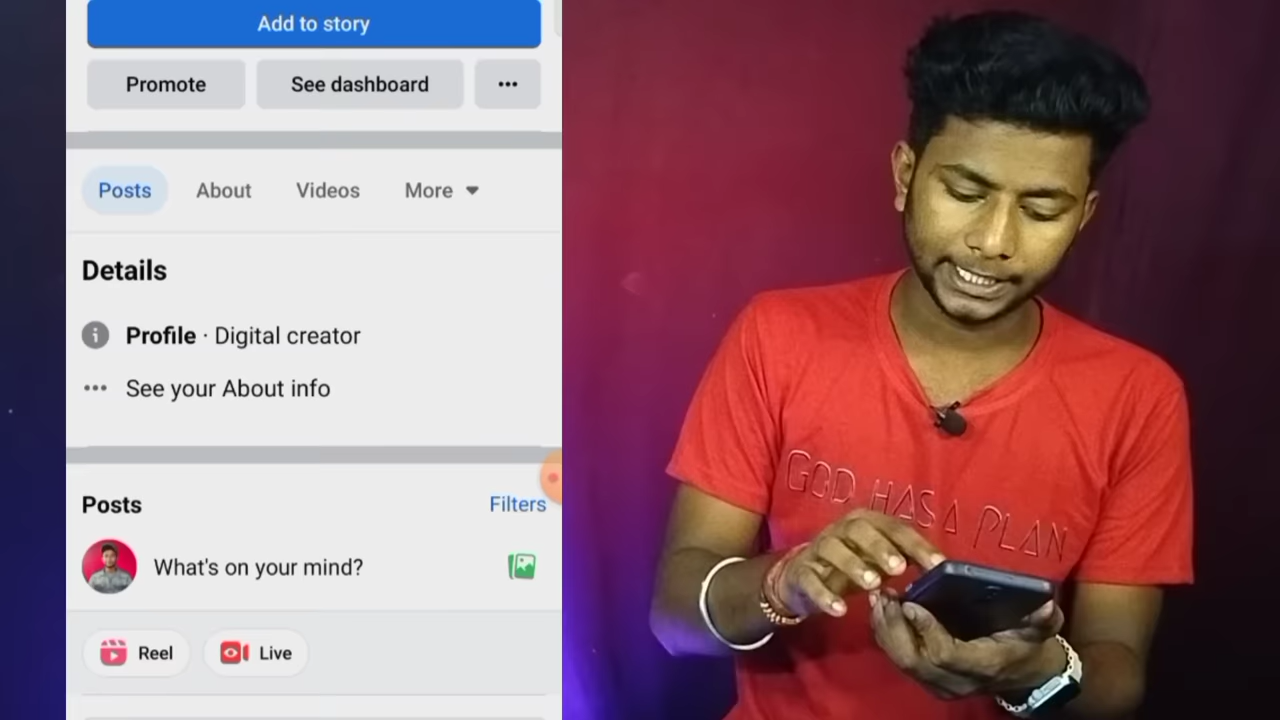 Add to story
Promote
See dashboard
Posts
About
Videos
More
Details
Profile · Digital creator
See your About info
Posts
Filters
What's on your mind?
Reel
Live
GOD HAS A PLAN